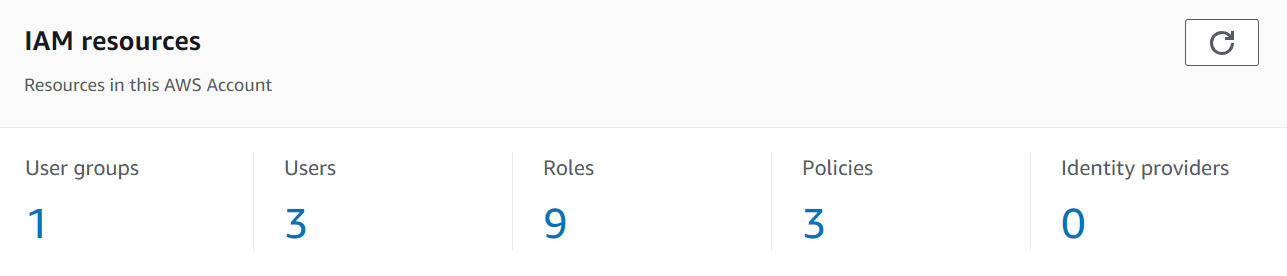 IAM resources
Resources in this AWS Account
User groups
1
Users
3
Roles
9
Policies
3
Identity providers
0